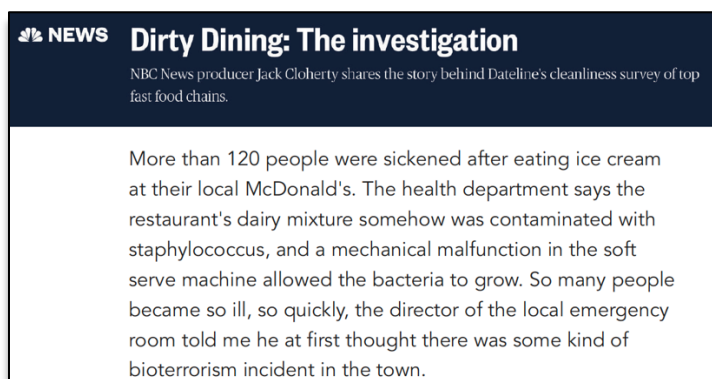 NEWS
Dirty Dining: The investigation
NBC News producer Jack Cloherty shares the story behind Dateline's cleanliness survey of top
fast food chains.
More than 120 people were sickened after eating ice cream
at their local McDonald's. The health department says the
restaurant's dairy mixture somehow was contaminated with
staphylococcus, and a mechanical malfunction in the soft
serve machine allowed the bacteria to grow. So many people
became so ill, so quickly, the director of the local emergency
room told me he at first thought there was some kind of
bioterrorism incident in the town.